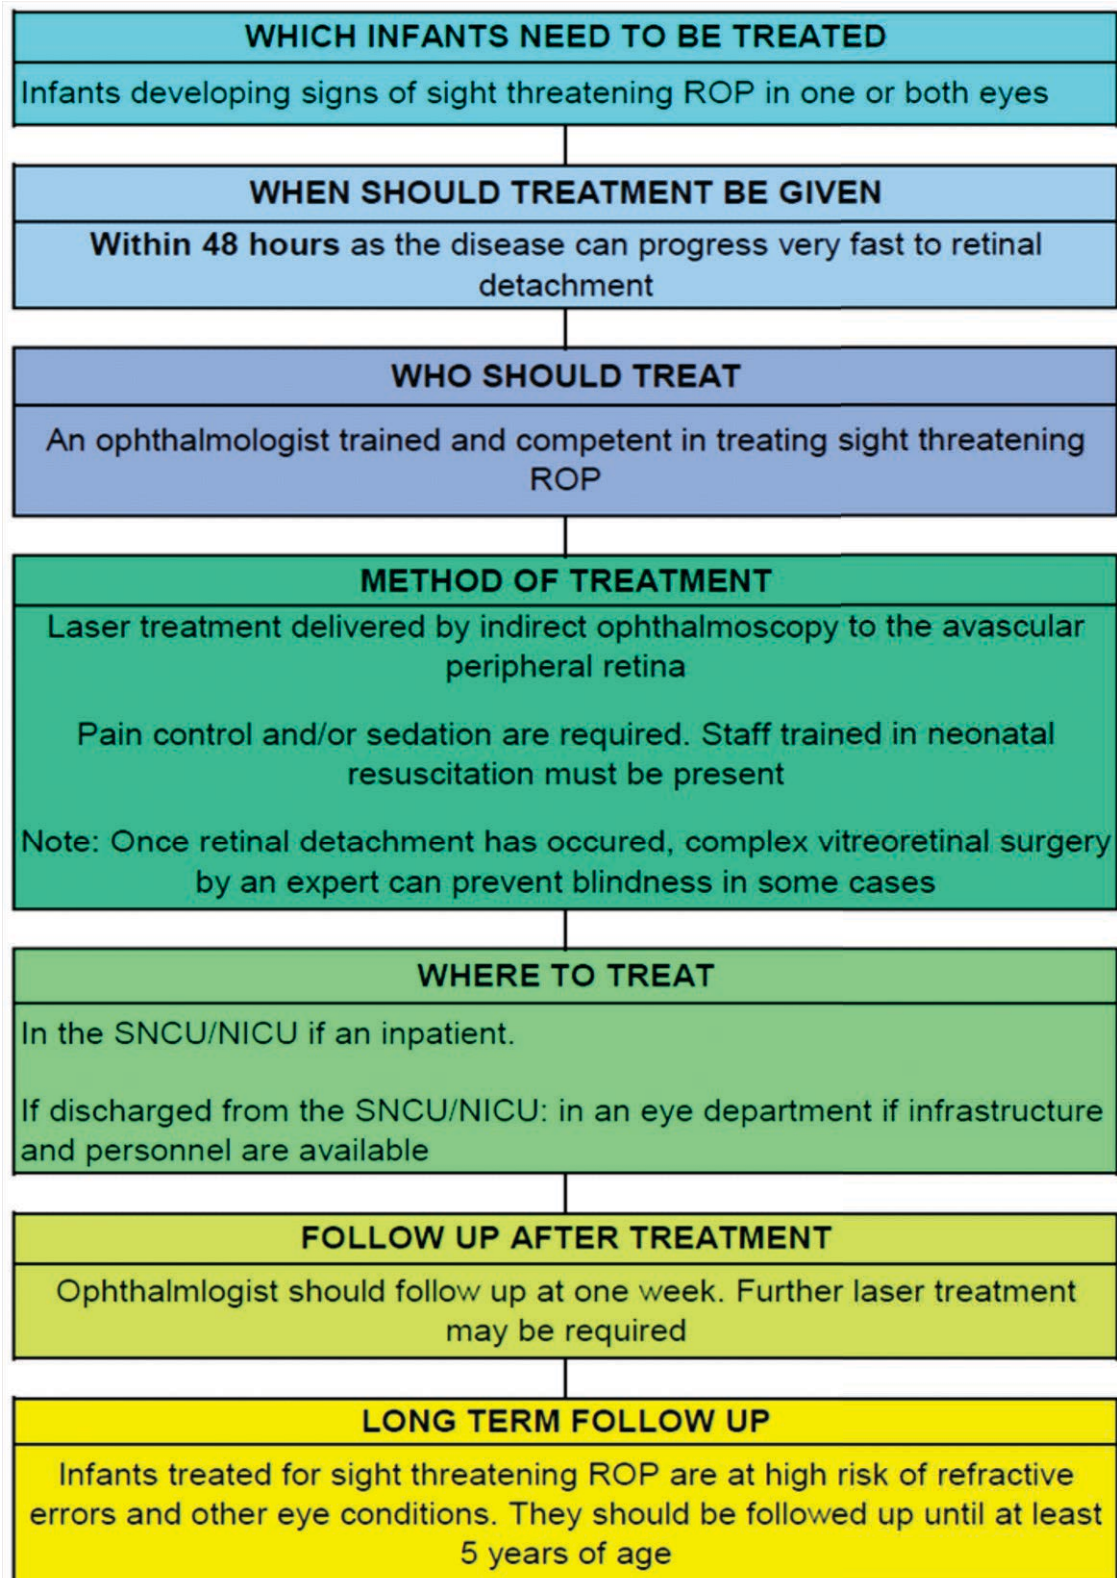 WHICH INFANTS NEED TO BE TREATED
Infants developing signs of sight threatening ROP in one or both eyes
WHEN SHOULD TREATMENT BE GIVEN
Within 48 hours as the disease can progress very fast to retinal
detachment
WHO SHOULD TREAT
An ophthalmologist trained and competent in treating sight threatening
ROP
METHOD OF TREATMENT
Laser treatment delivered by indirect ophthalmoscopy to the avascular
peripheral retina
Pain control and/or sedation are required. Staff trained in neonatal
resuscitation must be present
Note: Once retinal detachment has occured, complex vitreoretinal surgery
by an expert can prevent blindness in some cases
WHERE TO TREAT
In the SNCU/NICU if an inpatient.
If discharged from the SNCU/NICU: in an eye department if infrastructure
and personnel are available
FOLLOW UP AFTER TREATMENT
Ophthalmlogist should follow up at one week. Further laser treatment
may be required
LONG TERM FOLLOW UP
Infants treated for sight threatening ROP are at high risk of refractive
errors and other eye conditions. They should be followed up until at least
5 years of age